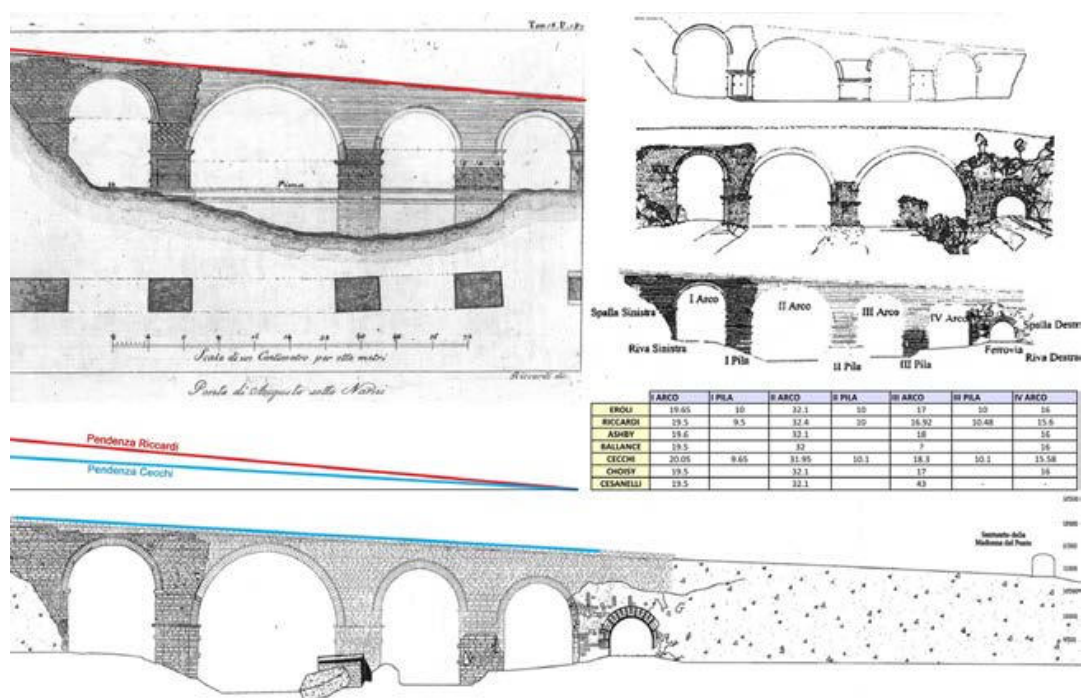 Scala di un Centimetro per otto metri
Riccardi dis.
Ponte di Augusto sotto Narni
I Arco
II Arco
III Arco
IV Arco
Spalla Sinistra
Spalla Destra
Riva Sinistra
I Pila
II Pila
III Pila
Ferrovia
Riva Destra
I ARCO I PILA II ARCO II PILA III ARCO III PILA IV ARCO
EROLI 19.65 10 32.1 10 17 10 16
RICCARDI 19.5 9.5 32.4 10 16.92 10.48 15.6
ASHBY 19.6 32.1 18 16
BALLANCE 19.5 32 ? 16
CECCHI 20.05 9.65 31.95 10.1 18.3 10.1 15.58
CHOISY 19.5 32.1 17 16
CESANELLI 19.5 32.1 43 - -
Pendenza Riccardi
Pendenza Cecchi
Santuario della
Madonna del Ponte